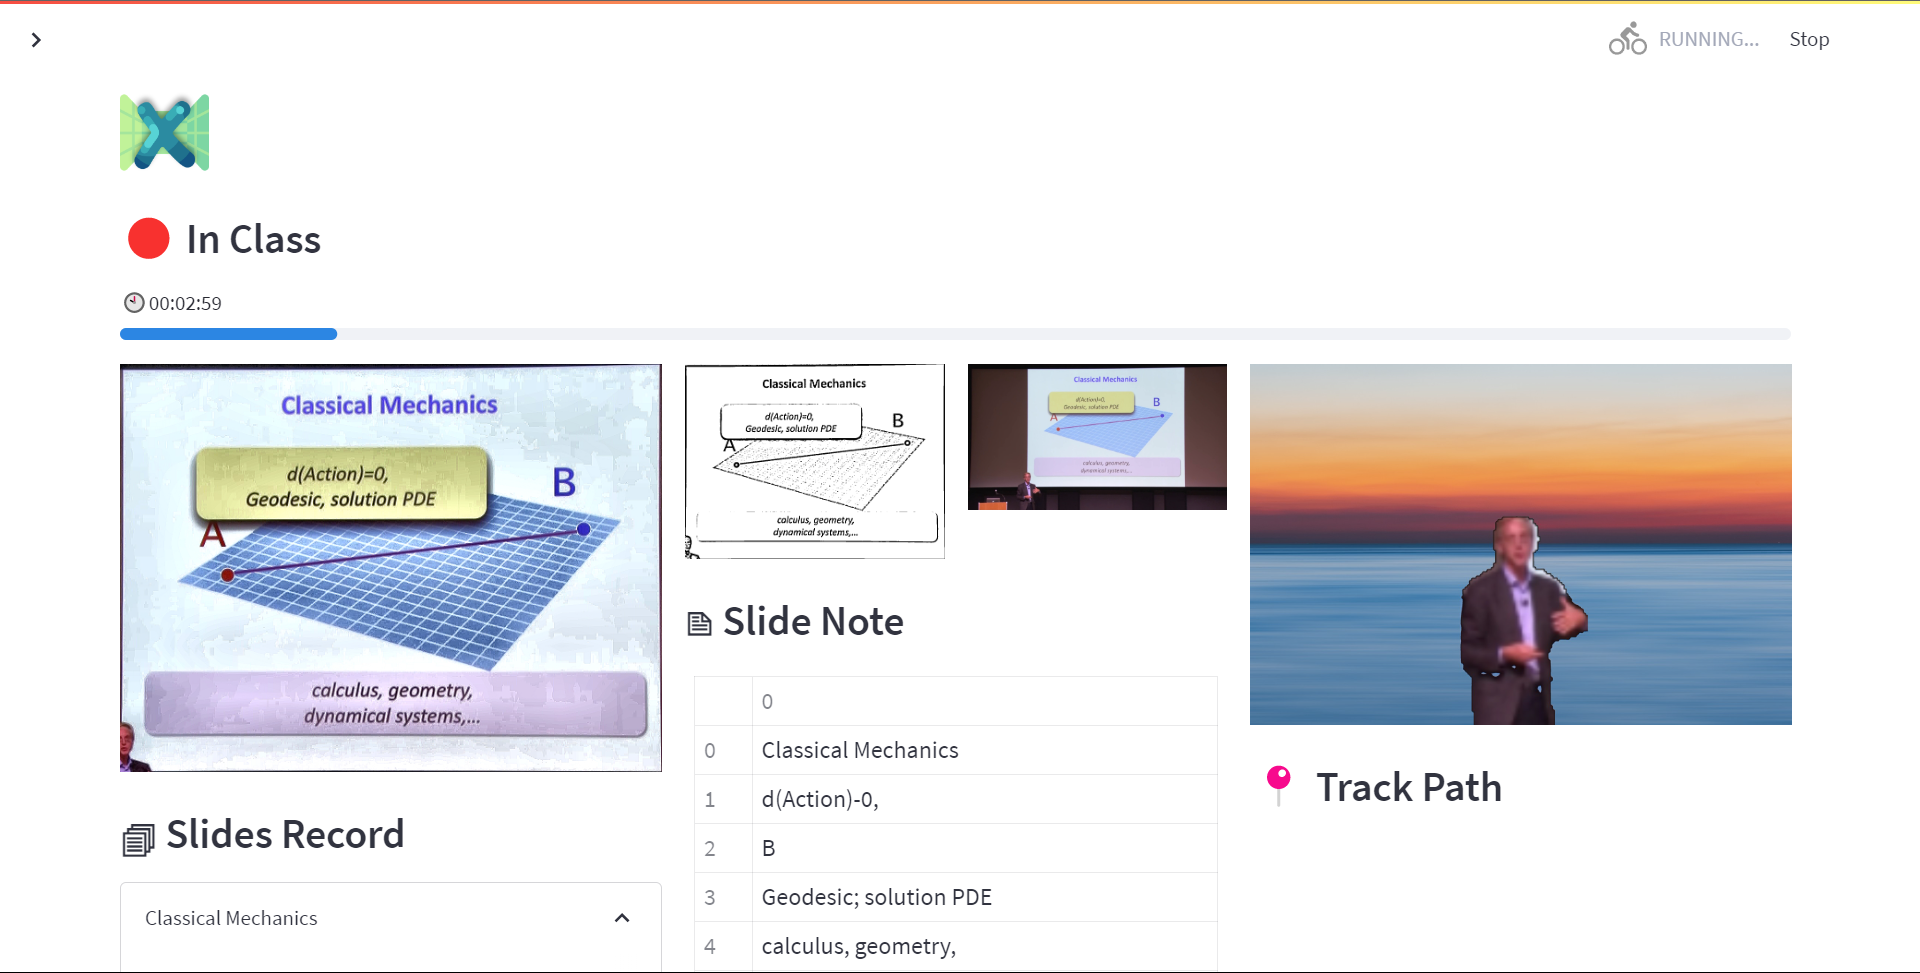 RUNNING...
Stop
In Class
00:02:59
Classical Mechanics
d(Action)=0,
Geodesic, solution PDE
A
B
calculus, geometry,
dynamical systems,...
Classical Mechanics
d(Action)=0,
Geodesic, solution PDE
A
B
calculus, geometry,
dynamical systems,...
Classical Mechanics
d(Action)=0,
Geodesic, solution PDE
A
B
calculus, geometry,
dynamical systems,...
Slide Note
0
0 Classical Mechanics
1 d(Action)-0,
2 B
3 Geodesic; solution PDE
4 calculus, geometry,
Track Path
Slides Record
Classical Mechanics